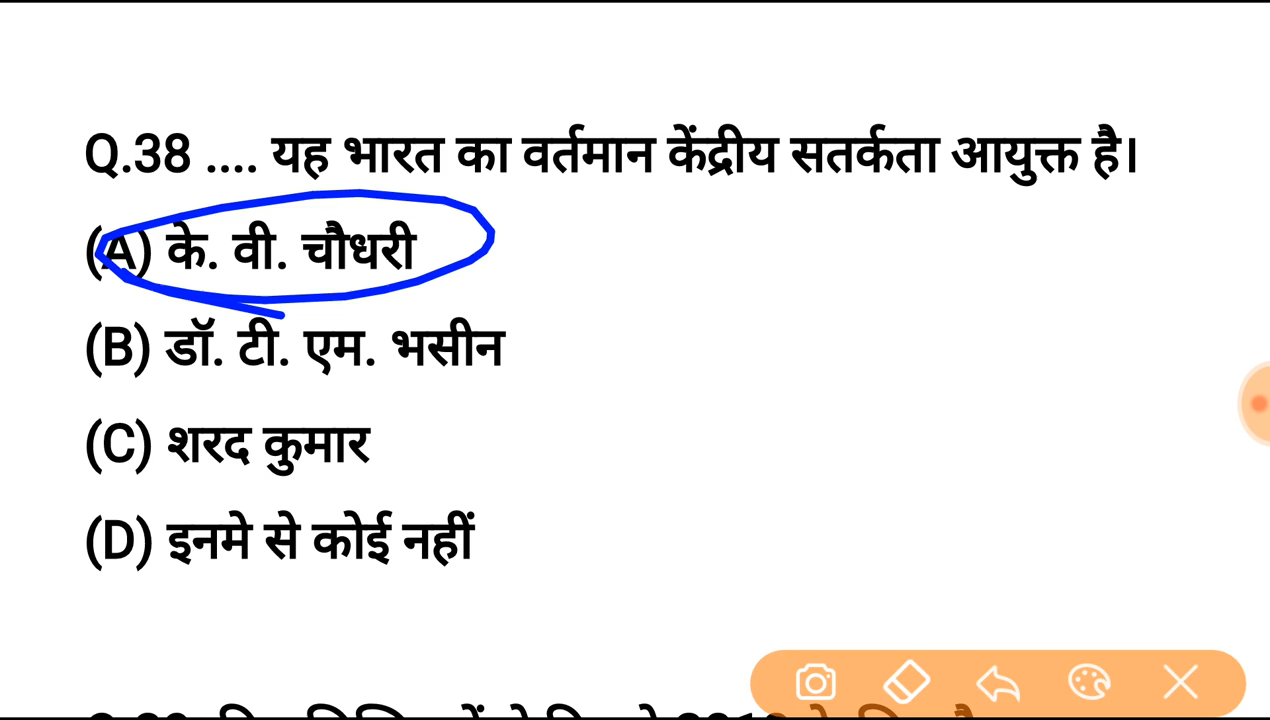 Q.38 .... यह भारत का वर्तमान केंद्रीय सतर्कता आयुक्त है।
(A) के. वी. चौधरी
(B) डॉ. टी. एम. भसीन
(C) शरद कुमार
(D) इनमे से कोई नहीं